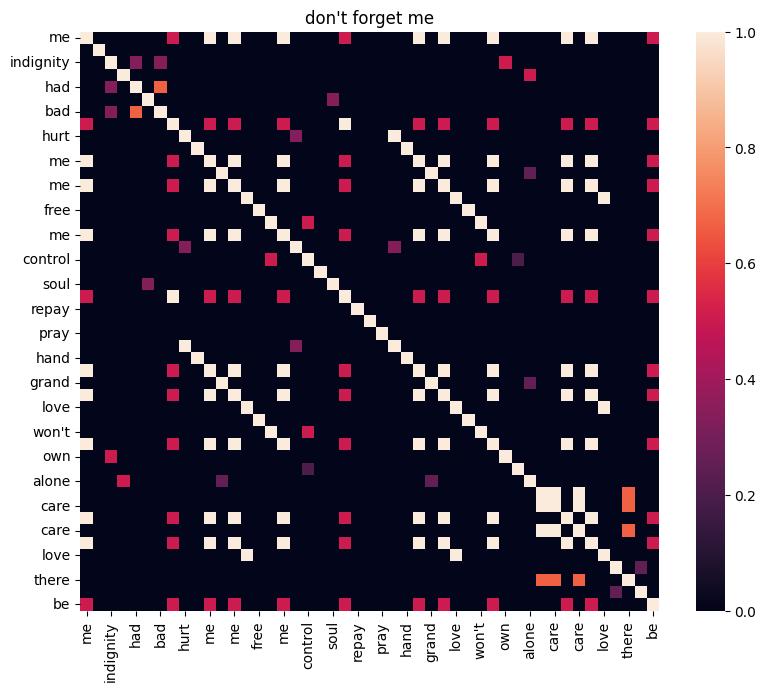 don't forget me
me
indignity
had
bad
hurt
me
me
free
me
control
soul
repay
pray
hand
grand
love
won't
own
alone
care
care
love
there
be
me
indignity
had
bad
hurt
me
me
free
me
control
soul
repay
pray
hand
grand
love
won't
own
alone
care
care
love
there
be
1.0
0.8
0.6
0.4
0.2
0.0